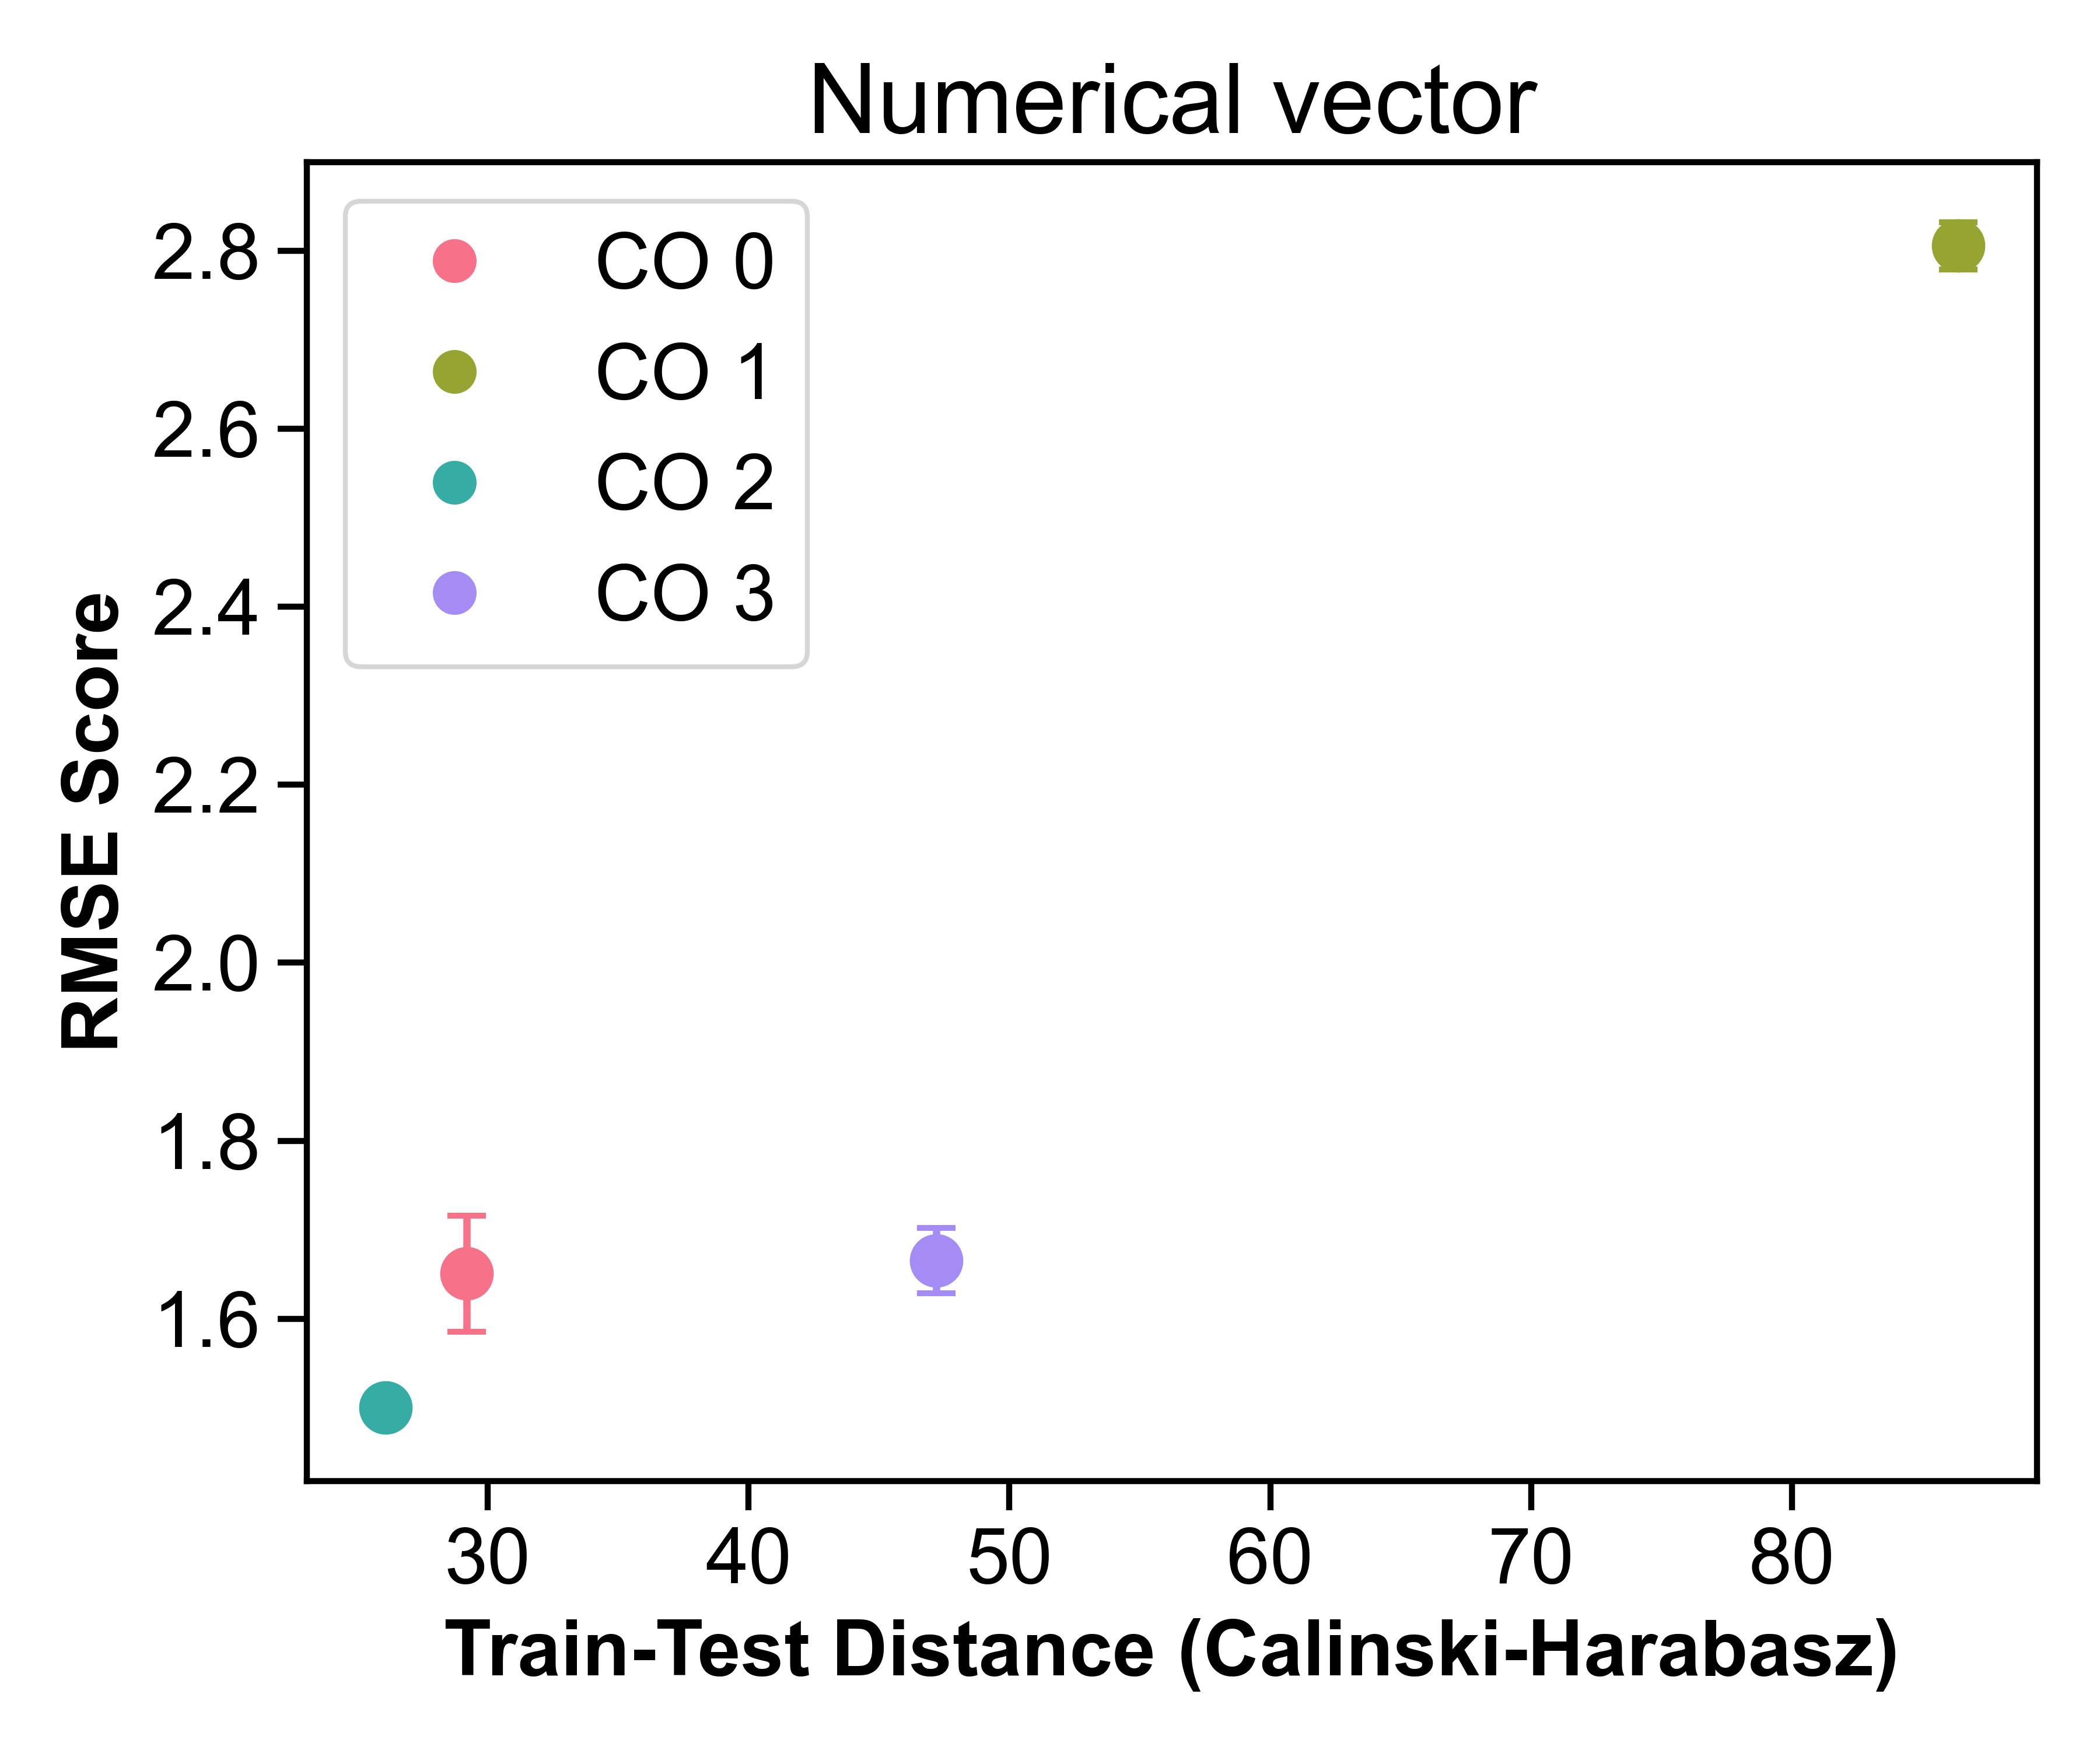 Numerical vector
CO 0
CO 1
CO 2
CO 3
2.8
2.6
2.4
2.2
2.0
1.8
1.6
RMSE Score
30 40 50 60 70 80
Train-Test Distance (Calinski-Harabasz)